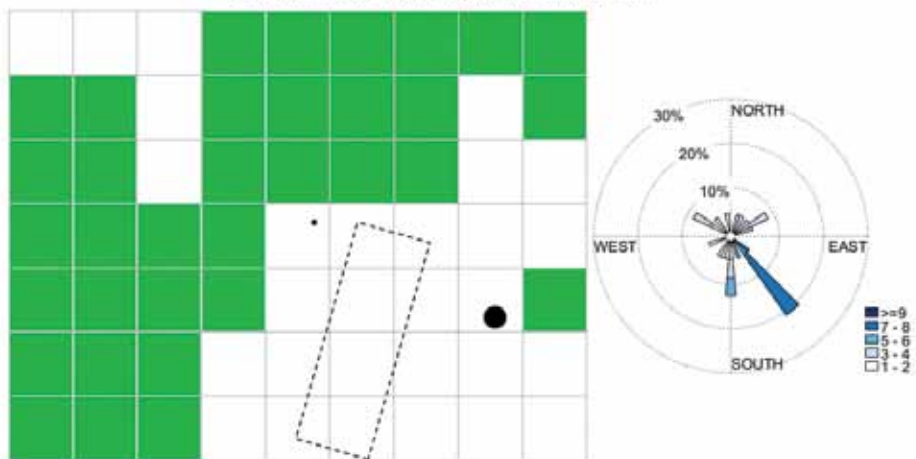 30%
NORTH
20%
10%
WEST
EAST
SOUTH
>=9
7 - 8
5 - 6
3 - 4
1 - 2